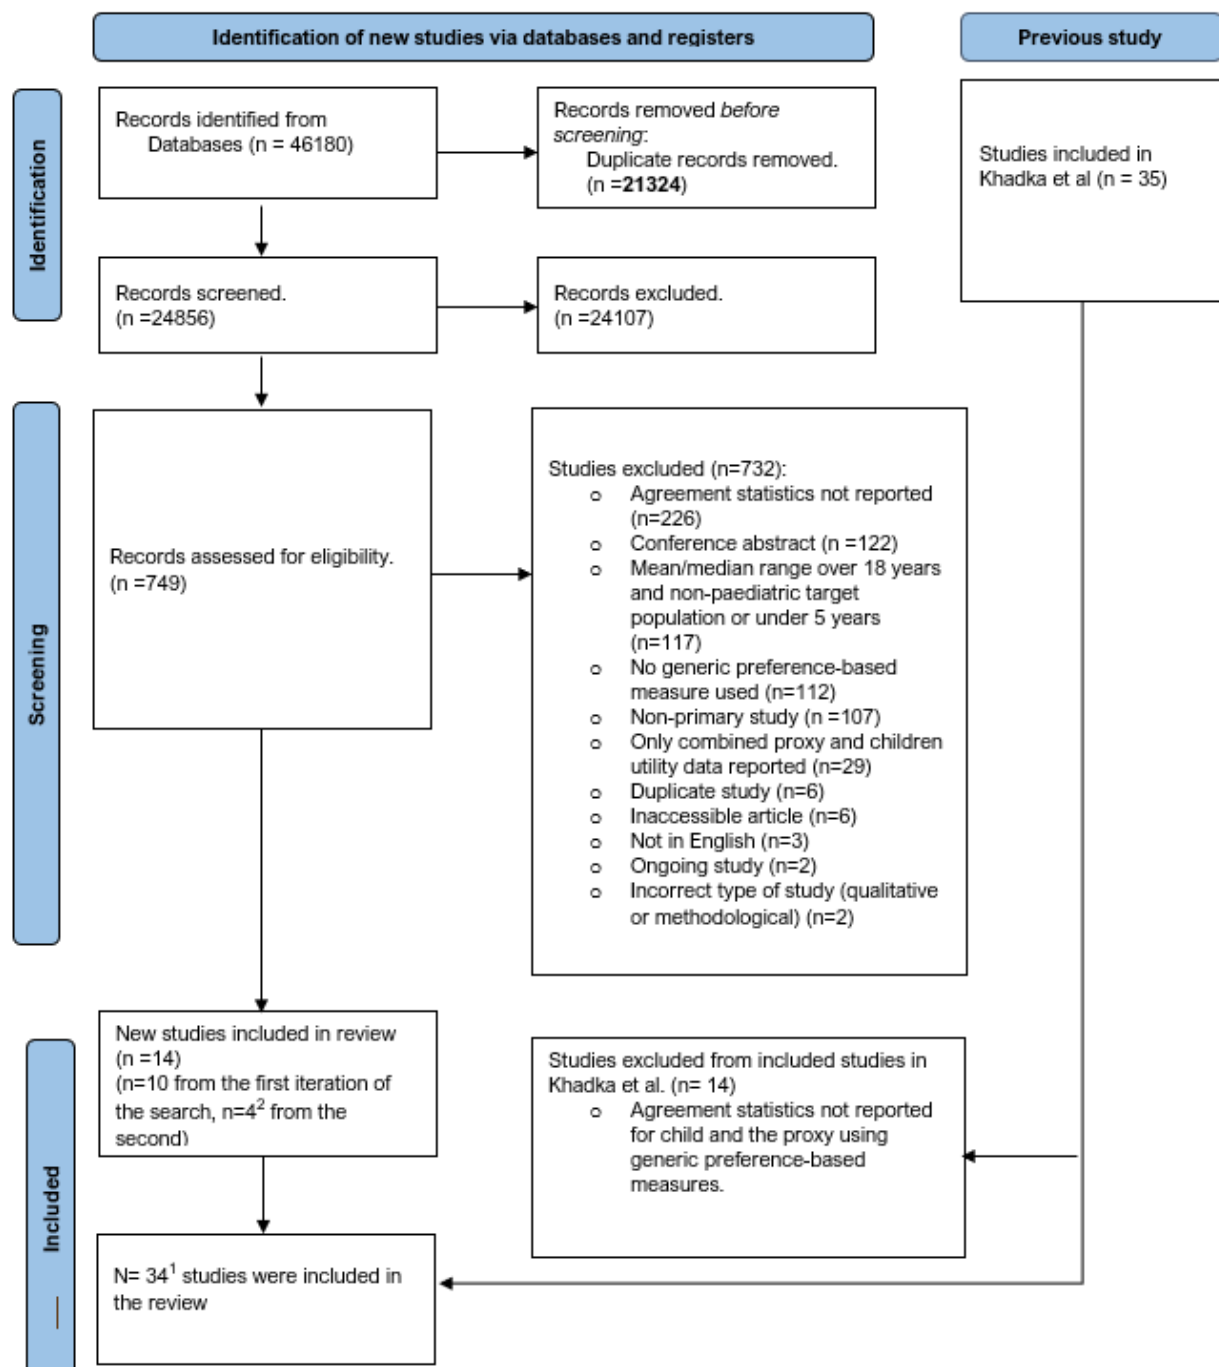 Identification of new studies via databases and registers
Previous study
Identification
Records identified from
Databases (n = 46180)
Records removed before
screening:
Duplicate records removed.
(n =21324)
Studies included in
Khadka et al (n = 35)
Records screened.
(n =24856)
Records excluded.
(n =24107)
Screening
Records assessed for eligibility.
(n =749)
Studies excluded (n=732):
o Agreement statistics not reported
(n=226)
o Conference abstract (n =122)
o Mean/median range over 18 years
and non-paediatric target
population or under 5 years
(n=117)
o No generic preference-based
measure used (n=112)
o Non-primary study (n =107)
o Only combined proxy and children
utility data reported (n=29)
o Duplicate study (n=6)
o Inaccessible article (n=6)
o Not in English (n=3)
o Ongoing study (n=2)
o Incorrect type of study (qualitative
or methodological) (n=2)
Included
New studies included in review
(n =14)
(n=10 from the first iteration of
the search, n=4² from the
second)
Studies excluded from included studies in
Khadka et al. (n= 14)
o Agreement statistics not reported
for child and the proxy using
generic preference-based
measures.
N= 34¹ studies were included in
the review